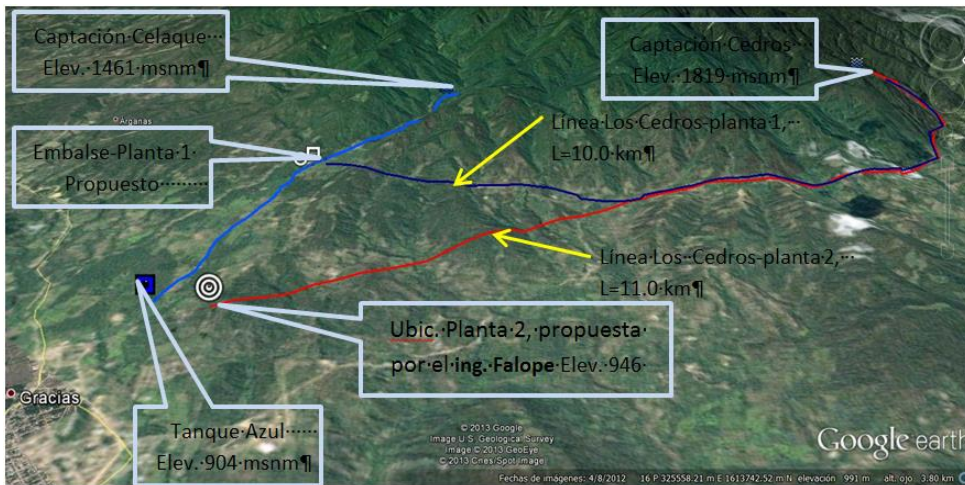 Captación·Celaque···
Elev.·1461·msnm¶
Captación·Cedros···
Elev.·1819·msnm¶
Arganas
Línea·Los·Cedros-planta·1,···
L=10.0·km¶
Embalse-Planta·1··
Propuesto·········
Línea·Los··Cedros-planta·2,···
L=11.0·km¶
Ubic.·Planta·2,·propuesta·
por·el·ing.·Falope·Elev.·946·
Gracias
Tanque·Azul······
Elev.·904·msnm¶
© 2013 Google
Image U.S. Geological Survey
Image © 2013 GeoEye
© 2013 Cnes/Spot Image
Google earth
Fechas de imágenes: 4/8/2012 16 P 325558.21 m E 1613742.52 m N elevación 991 m alt. ojo 3.80 km